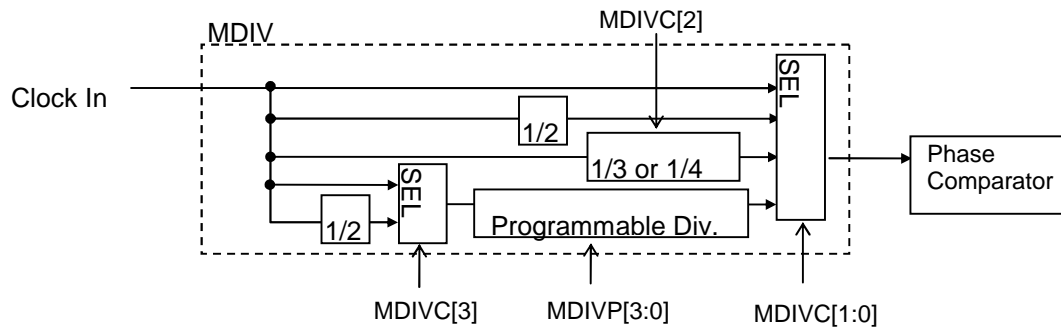 MDIVC[2]
MDIV
Clock In
SEL
1/2
1/3 or 1/4
Phase
Comparator
SEL
1/2
Programmable Div.
MDIVC[3]
MDIVP[3:0]
MDIVC[1:0]